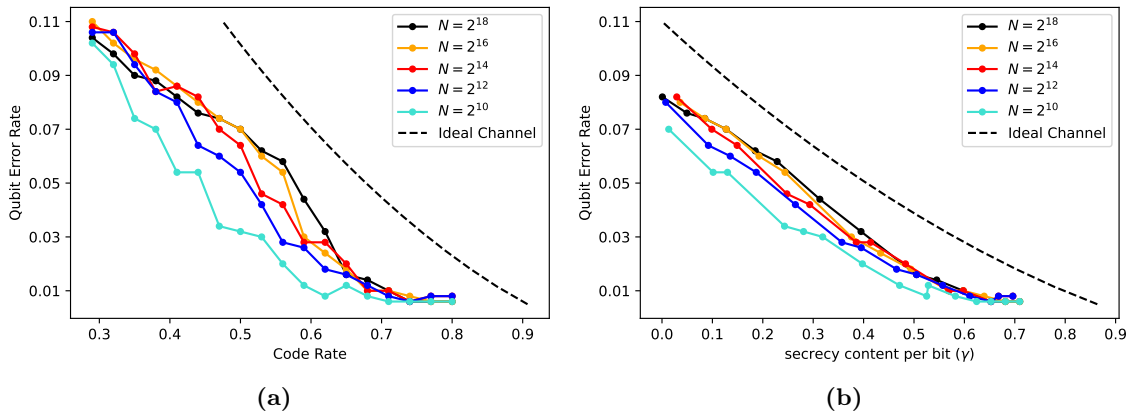 0.11
0.09
0.07
0.05
0.03
0.01
Qubit Error Rate
0.3 0.4 0.5 0.6 0.7 0.8 0.9
Code Rate
N = 2^18
N = 2^16
N = 2^14
N = 2^12
N = 2^10
Ideal Channel
(a)
0.11
0.09
0.07
0.05
0.03
0.01
Qubit Error Rate
0.0 0.1 0.2 0.3 0.4 0.5 0.6 0.7 0.8 0.9
secrecy content per bit (γ)
N = 2^18
N = 2^16
N = 2^14
N = 2^12
N = 2^10
Ideal Channel
(b)